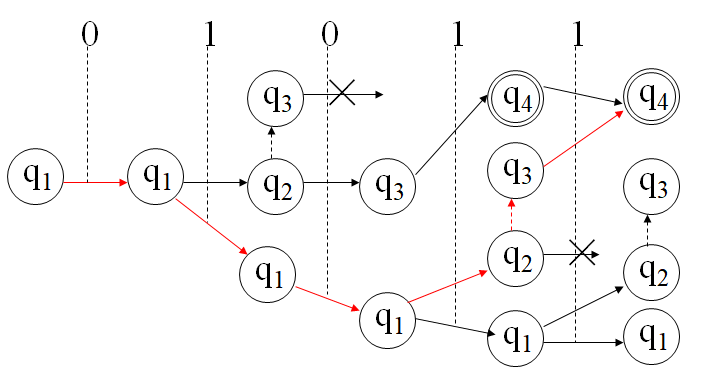 0 1 0 1 1
q3 q4 q4
q1 q1 q2 q3 q3 q3
q1 q2 q2
q1 q1 q1